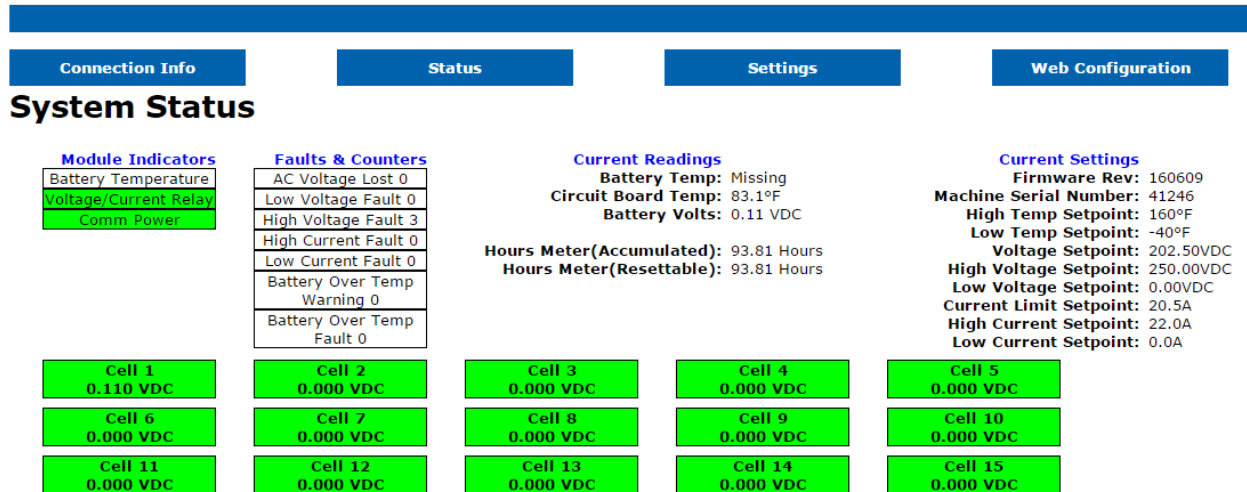 Connection Info
Status
Settings
Web Configuration
System Status
Module Indicators
Battery Temperature
Voltage/Current Relay
Comm Power
Faults & Counters
AC Voltage Lost 0
Low Voltage Fault 0
High Voltage Fault 3
High Current Fault 0
Low Current Fault 0
Battery Over Temp
Warning 0
Battery Over Temp
Fault 0
Current Readings
Battery Temp: Missing
Circuit Board Temp: 83.1°F
Battery Volts: 0.11 VDC
Hours Meter(Accumulated): 93.81 Hours
Hours Meter(Resettable): 93.81 Hours
Current Settings
Firmware Rev: 160609
Machine Serial Number: 41246
High Temp Setpoint: 160°F
Low Temp Setpoint: -40°F
Voltage Setpoint: 202.50VDC
High Voltage Setpoint: 250.00VDC
Low Voltage Setpoint: 0.00VDC
Current Limit Setpoint: 20.5A
High Current Setpoint: 22.0A
Low Current Setpoint: 0.0A
Cell 1
0.110 VDC
Cell 2
0.000 VDC
Cell 3
0.000 VDC
Cell 4
0.000 VDC
Cell 5
0.000 VDC
Cell 6
0.000 VDC
Cell 7
0.000 VDC
Cell 8
0.000 VDC
Cell 9
0.000 VDC
Cell 10
0.000 VDC
Cell 11
0.000 VDC
Cell 12
0.000 VDC
Cell 13
0.000 VDC
Cell 14
0.000 VDC
Cell 15
0.000 VDC